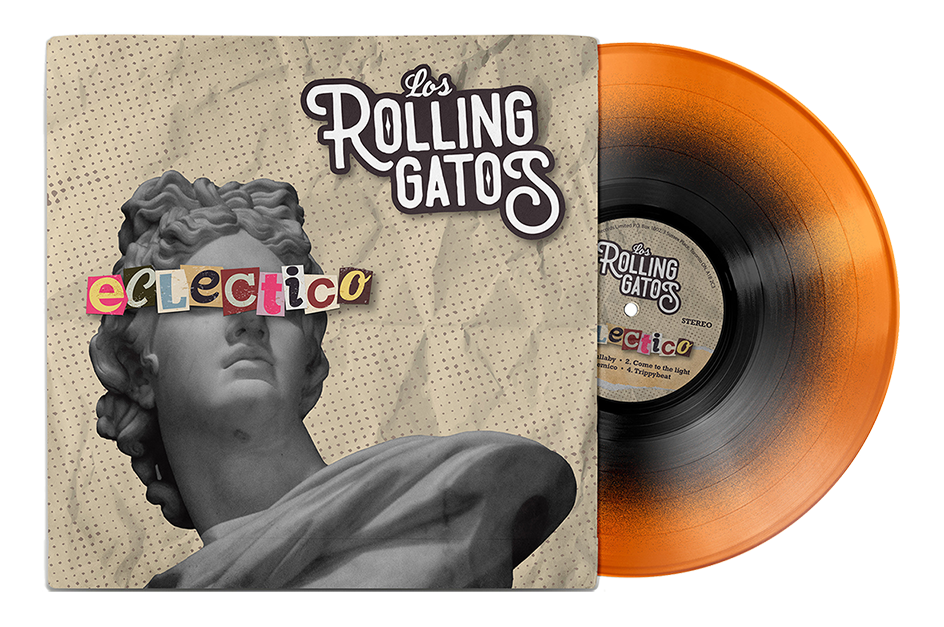 Los
ROLLING
GATOS
eclectico
Los
ROLLING
GATOS
STEREO
lectico
2. Come to the light
4. Trippybeat